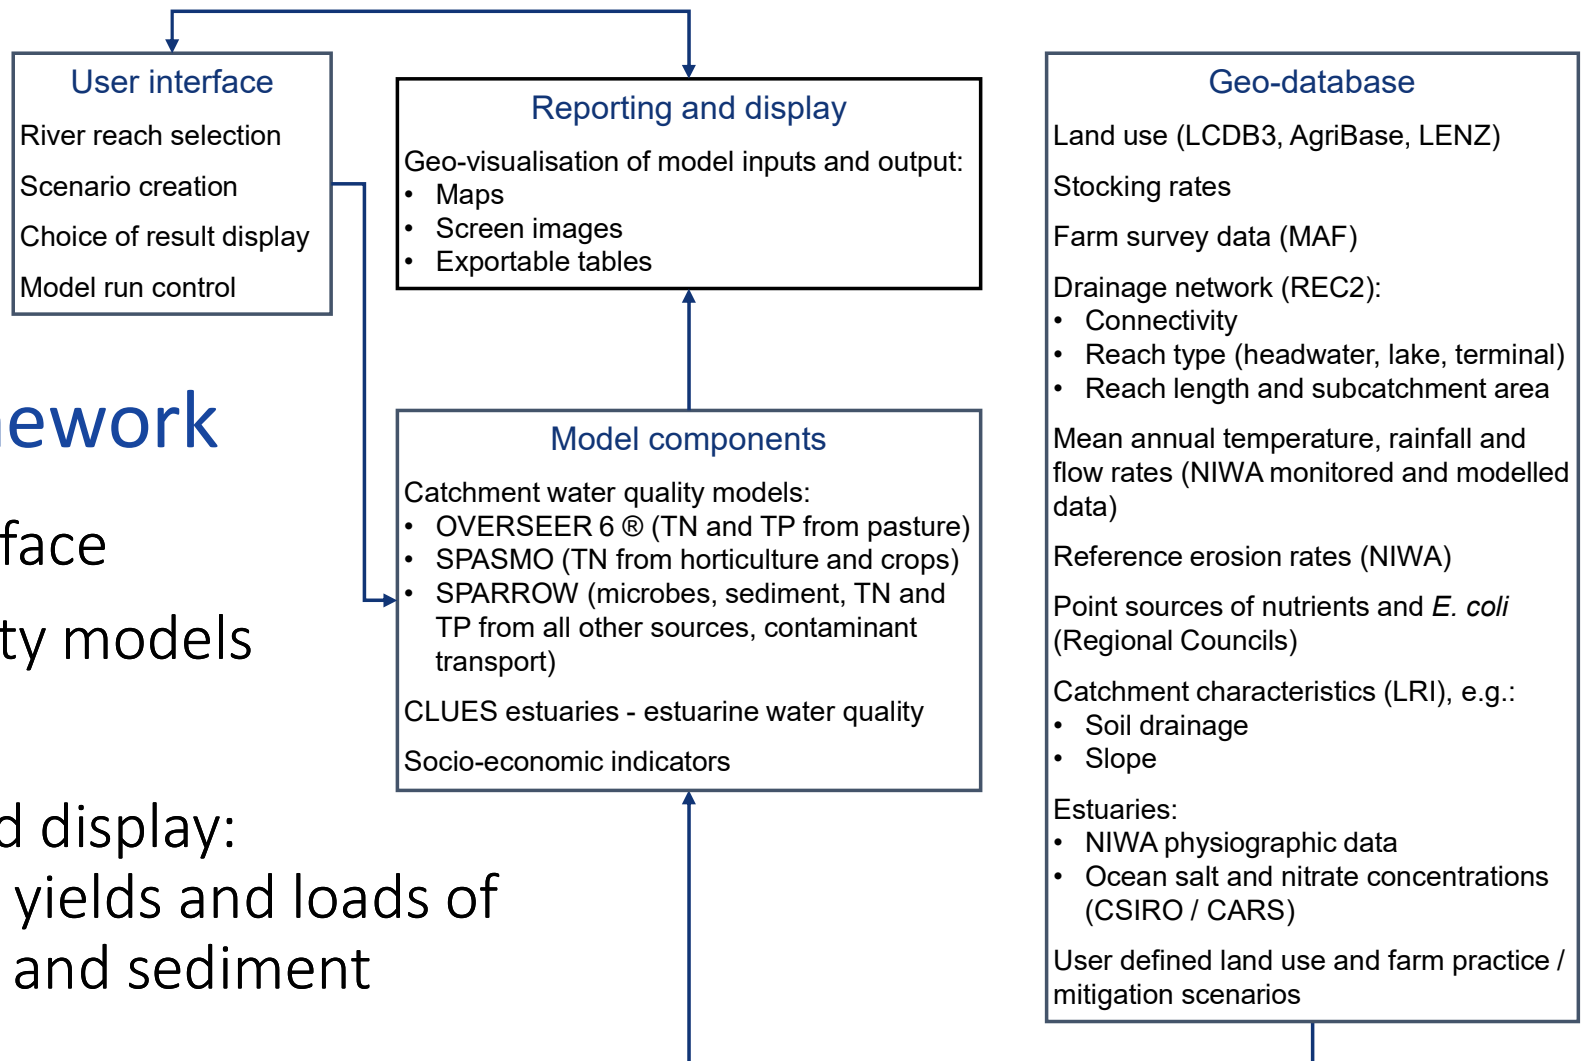 User interface
River reach selection
Scenario creation
Choice of result display
Model run control
Reporting and display
Geo-visualisation of model inputs and output:
• Maps
• Screen images
• Exportable tables
Model components
Catchment water quality models:
• OVERSEER 6 ® (TN and TP from pasture)
• SPASMO (TN from horticulture and crops)
• SPARROW (microbes, sediment, TN and
TP from all other sources, contaminant
transport)
CLUES estuaries - estuarine water quality
Socio-economic indicators
Geo-database
Land use (LCDB3, AgriBase, LENZ)
Stocking rates
Farm survey data (MAF)
Drainage network (REC2):
• Connectivity
• Reach type (headwater, lake, terminal)
• Reach length and subcatchment area
Mean annual temperature, rainfall and
flow rates (NIWA monitored and modelled
data)
Reference erosion rates (NIWA)
Point sources of nutrients and E. coli
(Regional Councils)
Catchment characteristics (LRI), e.g.:
• Soil drainage
• Slope
Estuaries:
• NIWA physiographic data
• Ocean salt and nitrate concentrations
(CSIRO / CARS)
User defined land use and farm practice /
mitigation scenarios
ework
face
ty models
d display:
yields and loads of
and sediment